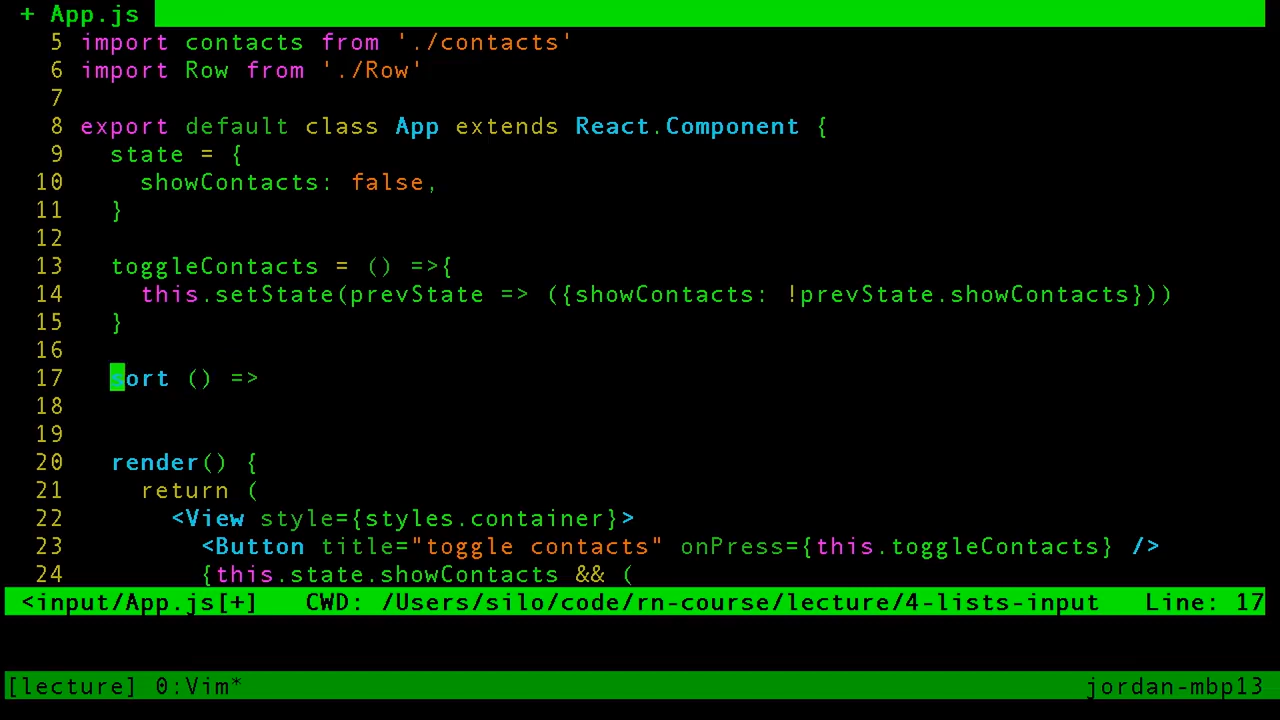 + App.js
5 import contacts from './contacts'
6 import Row from './Row'
7
8 export default class App extends React.Component {
9   state = {
10     showContacts: false,
11   }
12
13   toggleContacts = () =>{
14     this.setState(prevState => ({showContacts: !prevState.showContacts}))
15   }
16
17   sort () =>
18
19
20   render() {
21     return (
22       <View style={styles.container}>
23         <Button title="toggle contacts" onPress={this.toggleContacts} />
24         {this.state.showContacts && (
<input/App.js[+]   CWD: /Users/silo/code/rn-course/lecture/4-lists-input   Line: 17
[lecture] 0:Vim*   jordan-mbp13